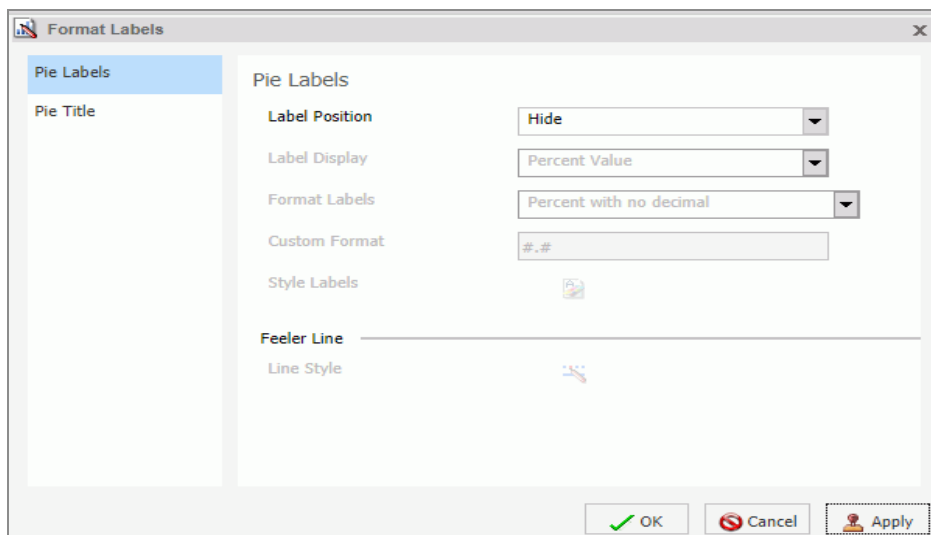 Format Labels
Pie Labels
Pie Title
Pie Labels
Label Position Hide
Label Display Percent Value
Format Labels Percent with no decimal
Custom Format #.#
Style Labels
Feeler Line
Line Style
OK Cancel Apply